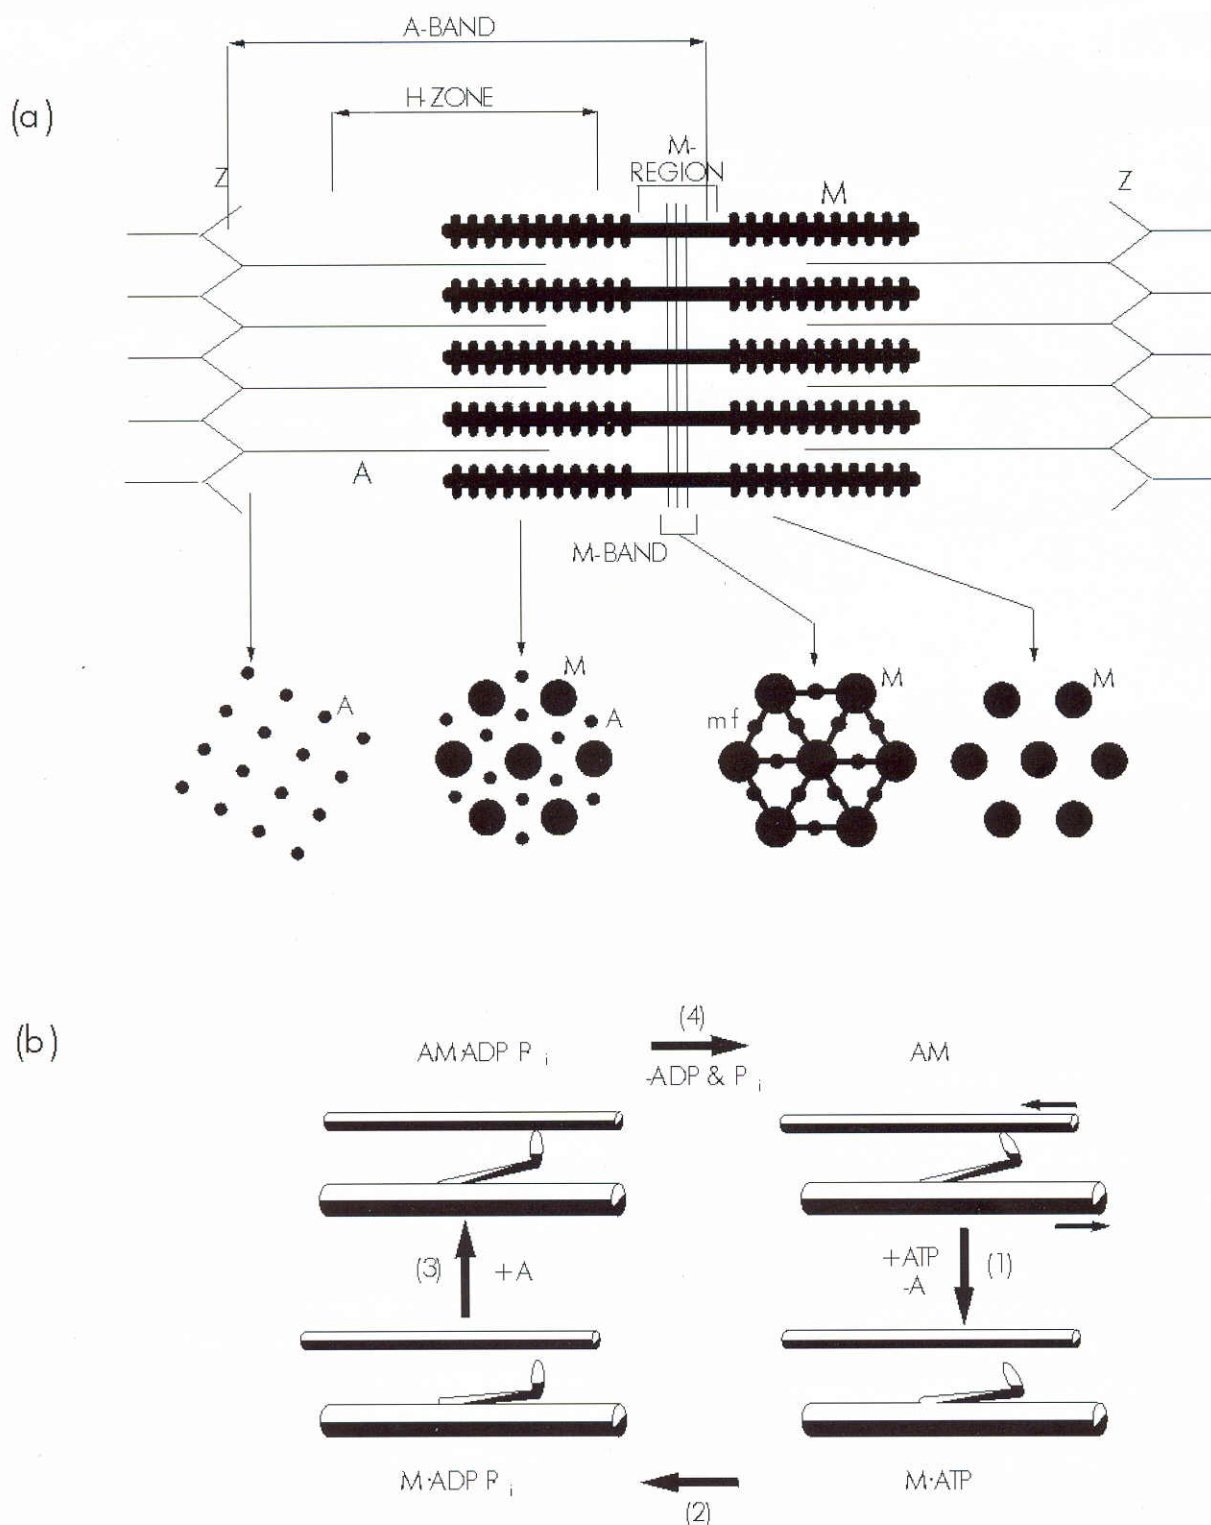 A-BAND
H-ZONE
(a)
M-
REGION
Z
M
Z
A
M-BAND
M
M
M
A
A
mf
(b)
(4)
AM·ADP P i
AM
-ADP & P i
(3)
+A
+ATP
(1)
-A
M·ADP P i
M·ATP
(2)